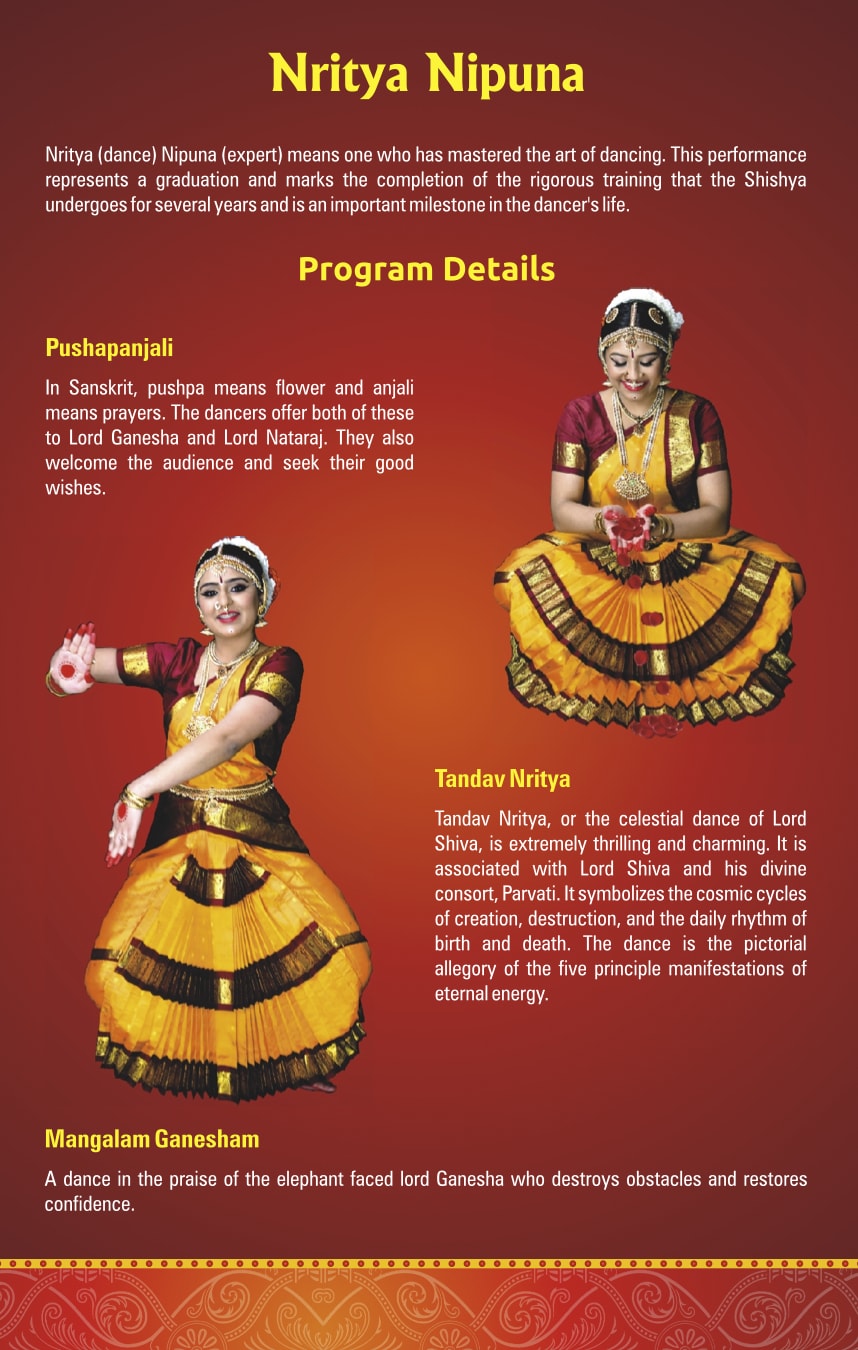 Nritya Nipuna
Nritya (dance) Nipuna (expert) means one who has mastered the art of dancing. This performance
represents a graduation and marks the completion of the rigorous training that the Shishya
undergoes for several years and is an important milestone in the dancer's life.
Program Details
Pushapanjali
In Sanskrit, pushpa means flower and anjali
means prayers. The dancers offer both of these
to Lord Ganesha and Lord Nataraj. They also
welcome the audience and seek their good
wishes.
Tandav Nritya
Tandav Nritya, or the celestial dance of Lord
Shiva, is extremely thrilling and charming. It is
associated with Lord Shiva and his divine
consort, Parvati. It symbolizes the cosmic cycles
of creation, destruction, and the daily rhythm of
birth and death. The dance is the pictorial
allegory of the five principle manifestations of
eternal energy.
Mangalam Ganesham
A dance in the praise of the elephant faced lord Ganesha who destroys obstacles and restores
confidence.